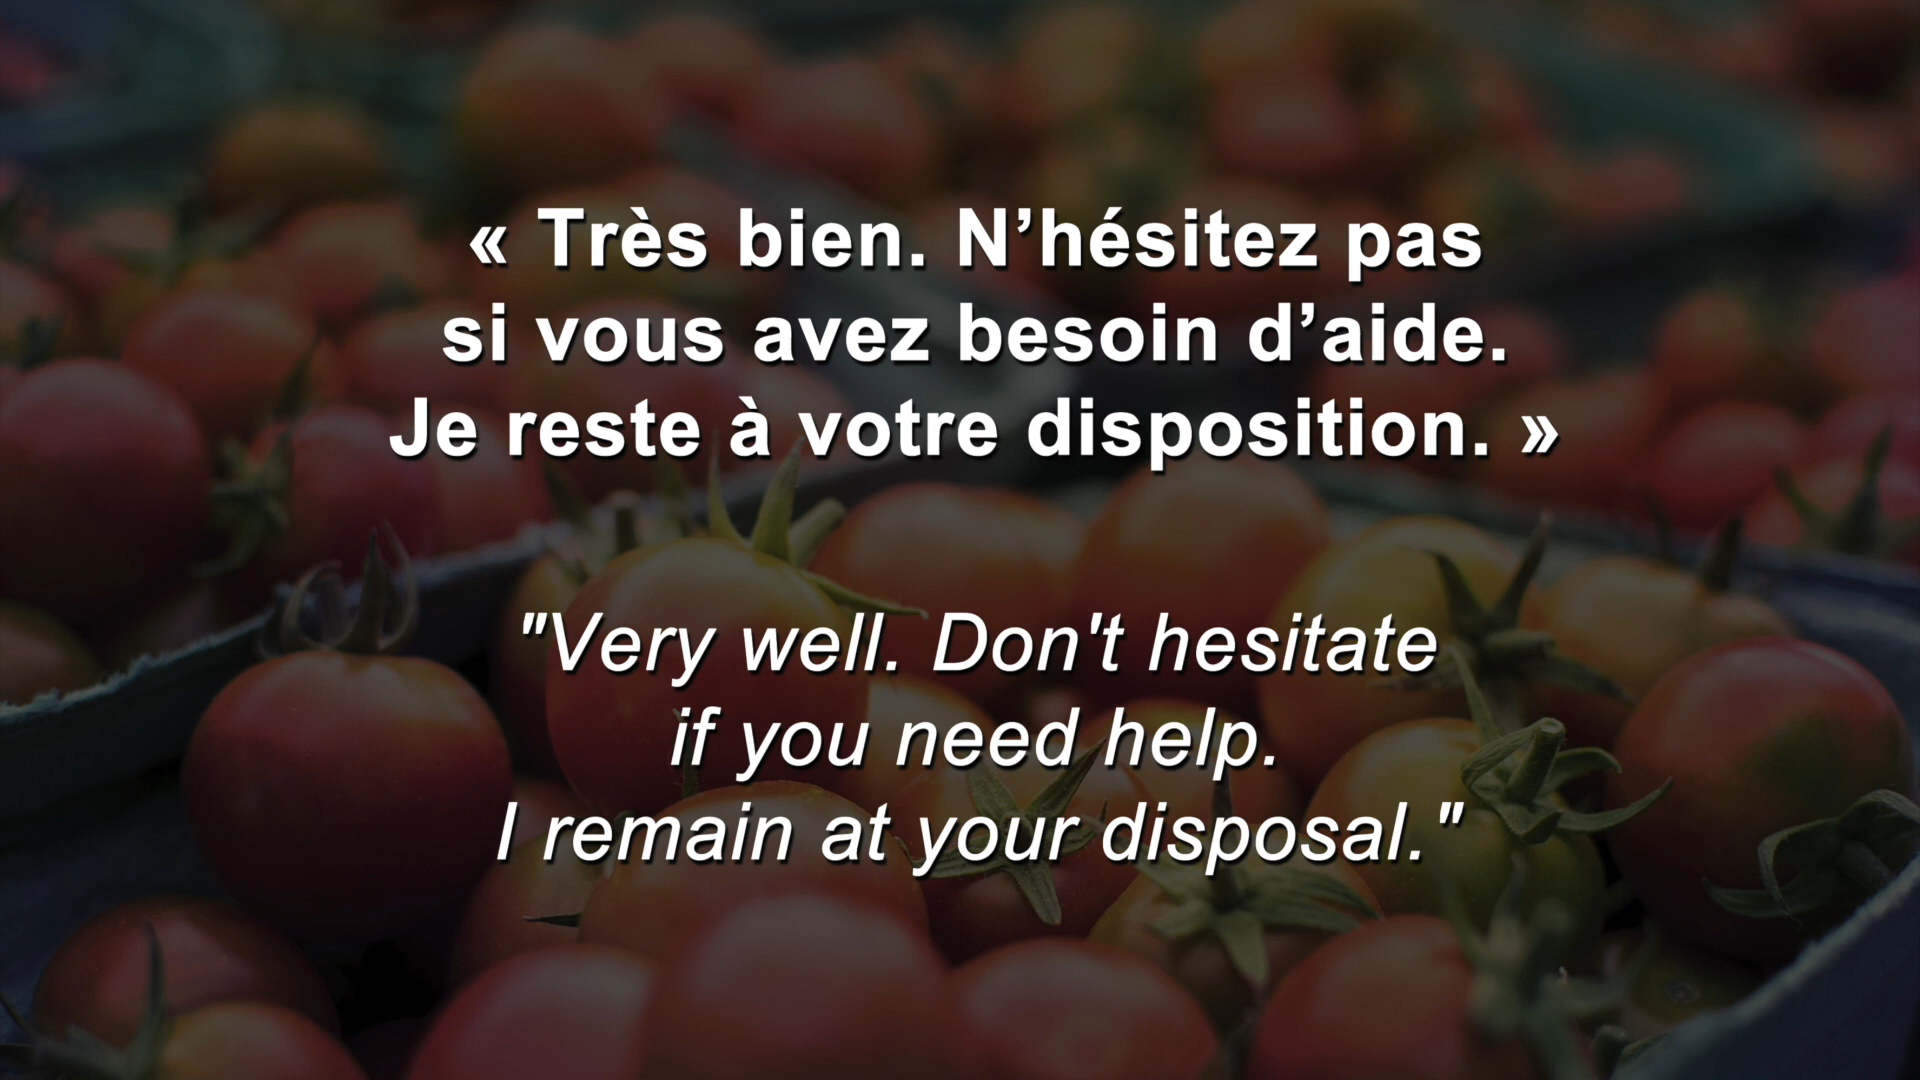 « Très bien. N’hésitez pas
si vous avez besoin d’aide.
Je reste à votre disposition. »
"Very well. Don't hesitate
if you need help.
I remain at your disposal."